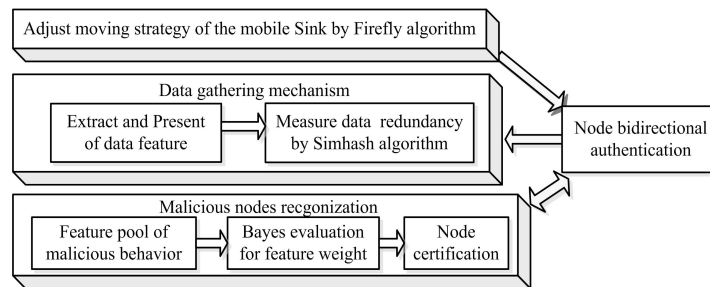 Adjust moving strategy of the mobile Sink by Firefly algorithm
Data gathering mechanism
Extract and Present
of data feature
Measure data redundancy
by Simhash algorithm
Node bidirectional
authentication
Malicious nodes recgonization
Feature pool of
malicious behavior
Bayes evaluation
for feature weight
Node
certification